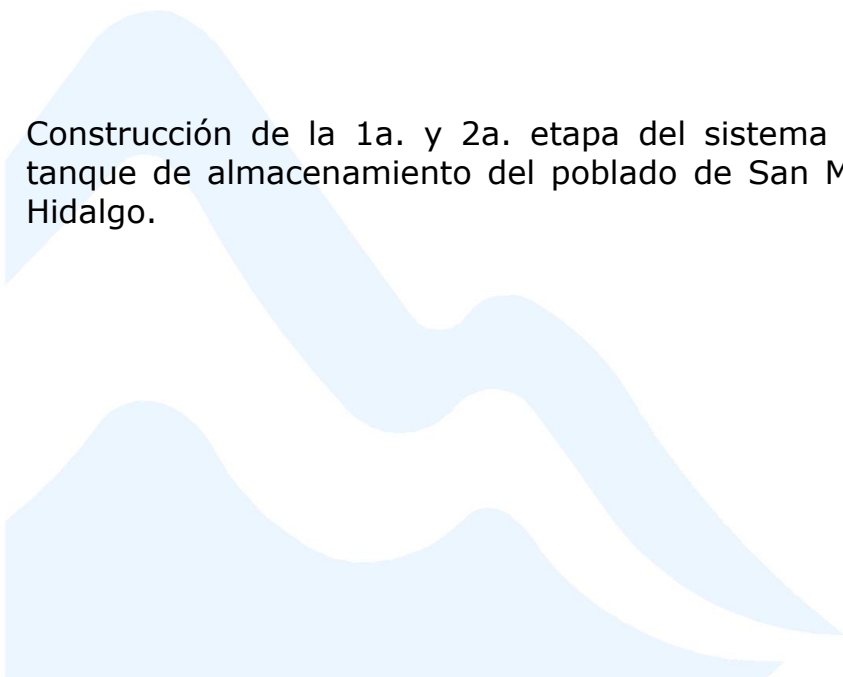 Construcción de la 1a. y 2a. etapa del sistema
tanque de almacenamiento del poblado de San
Hidalgo.